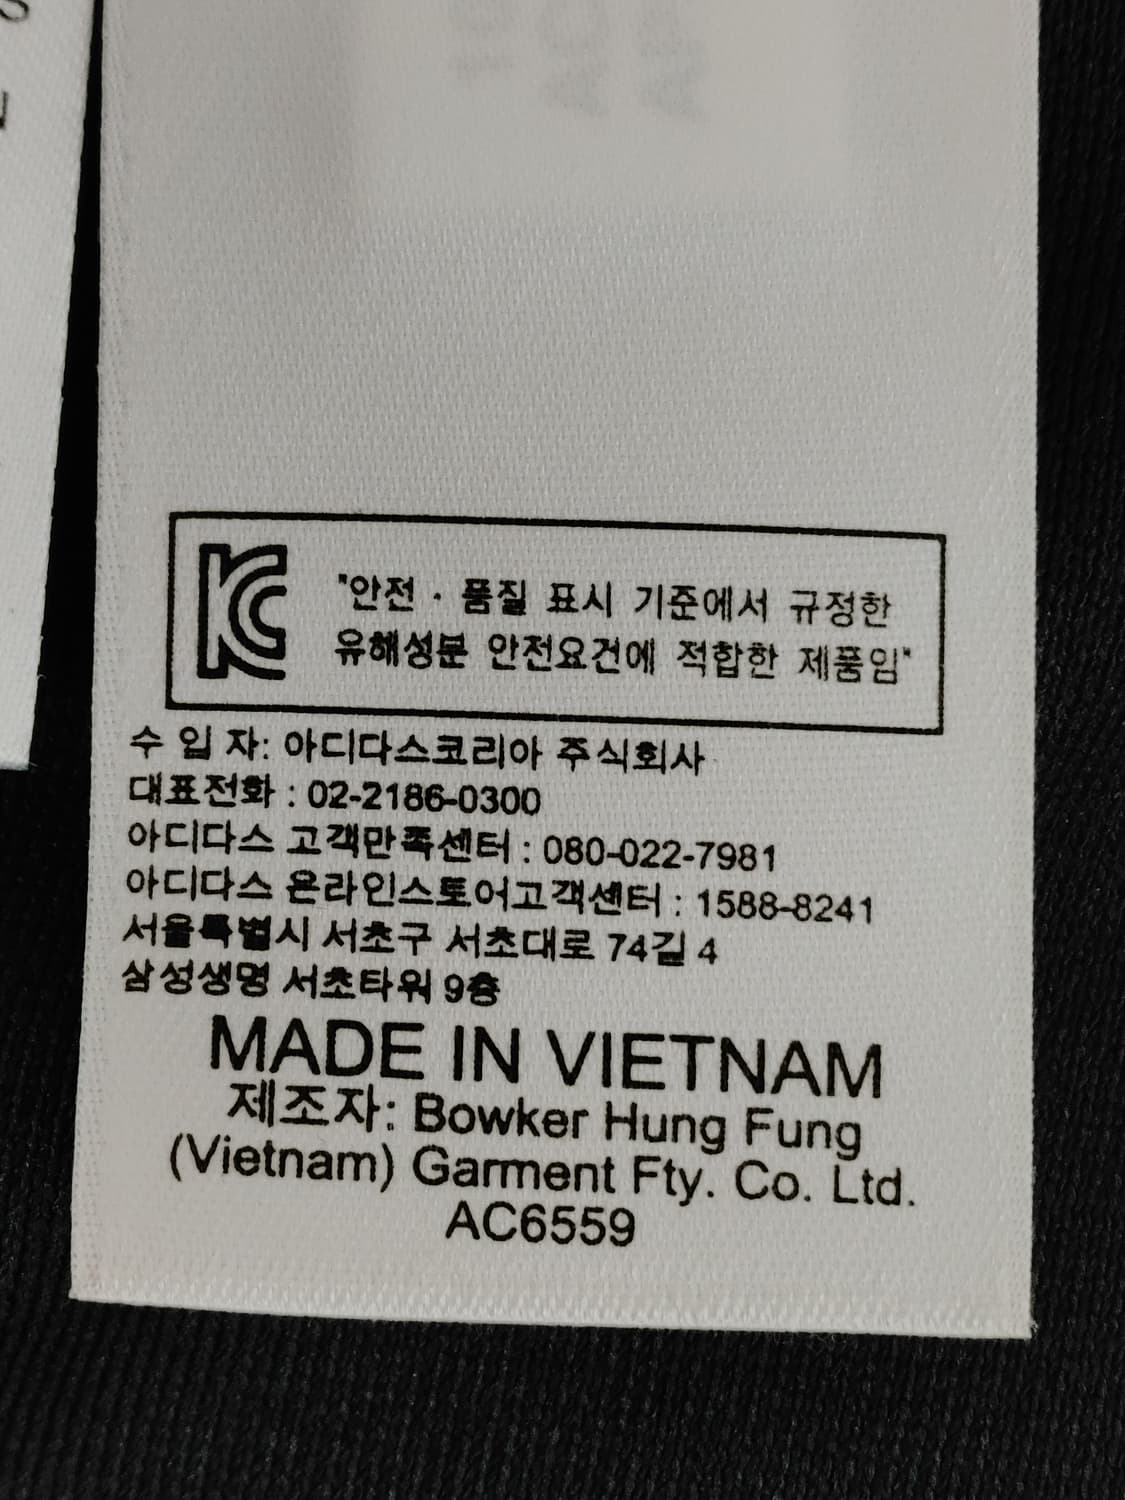 S
N
KC
"안전 · 품질 표시 기준에서 규정한
유해성분 안전요건에 적합한 제품임"
수 입 자: 아디다스코리아 주식회사
대표전화 : 02-2186-0300
아디다스 고객만족센터 : 080-022-7981
아디다스 온라인스토어고객센터 : 1588-8241
서울특별시 서초구 서초대로 74길 4
삼성생명 서초타워 9층
MADE IN VIETNAM
제조자: Bowker Hung Fung
(Vietnam) Garment Fty. Co. Ltd.
AC6559